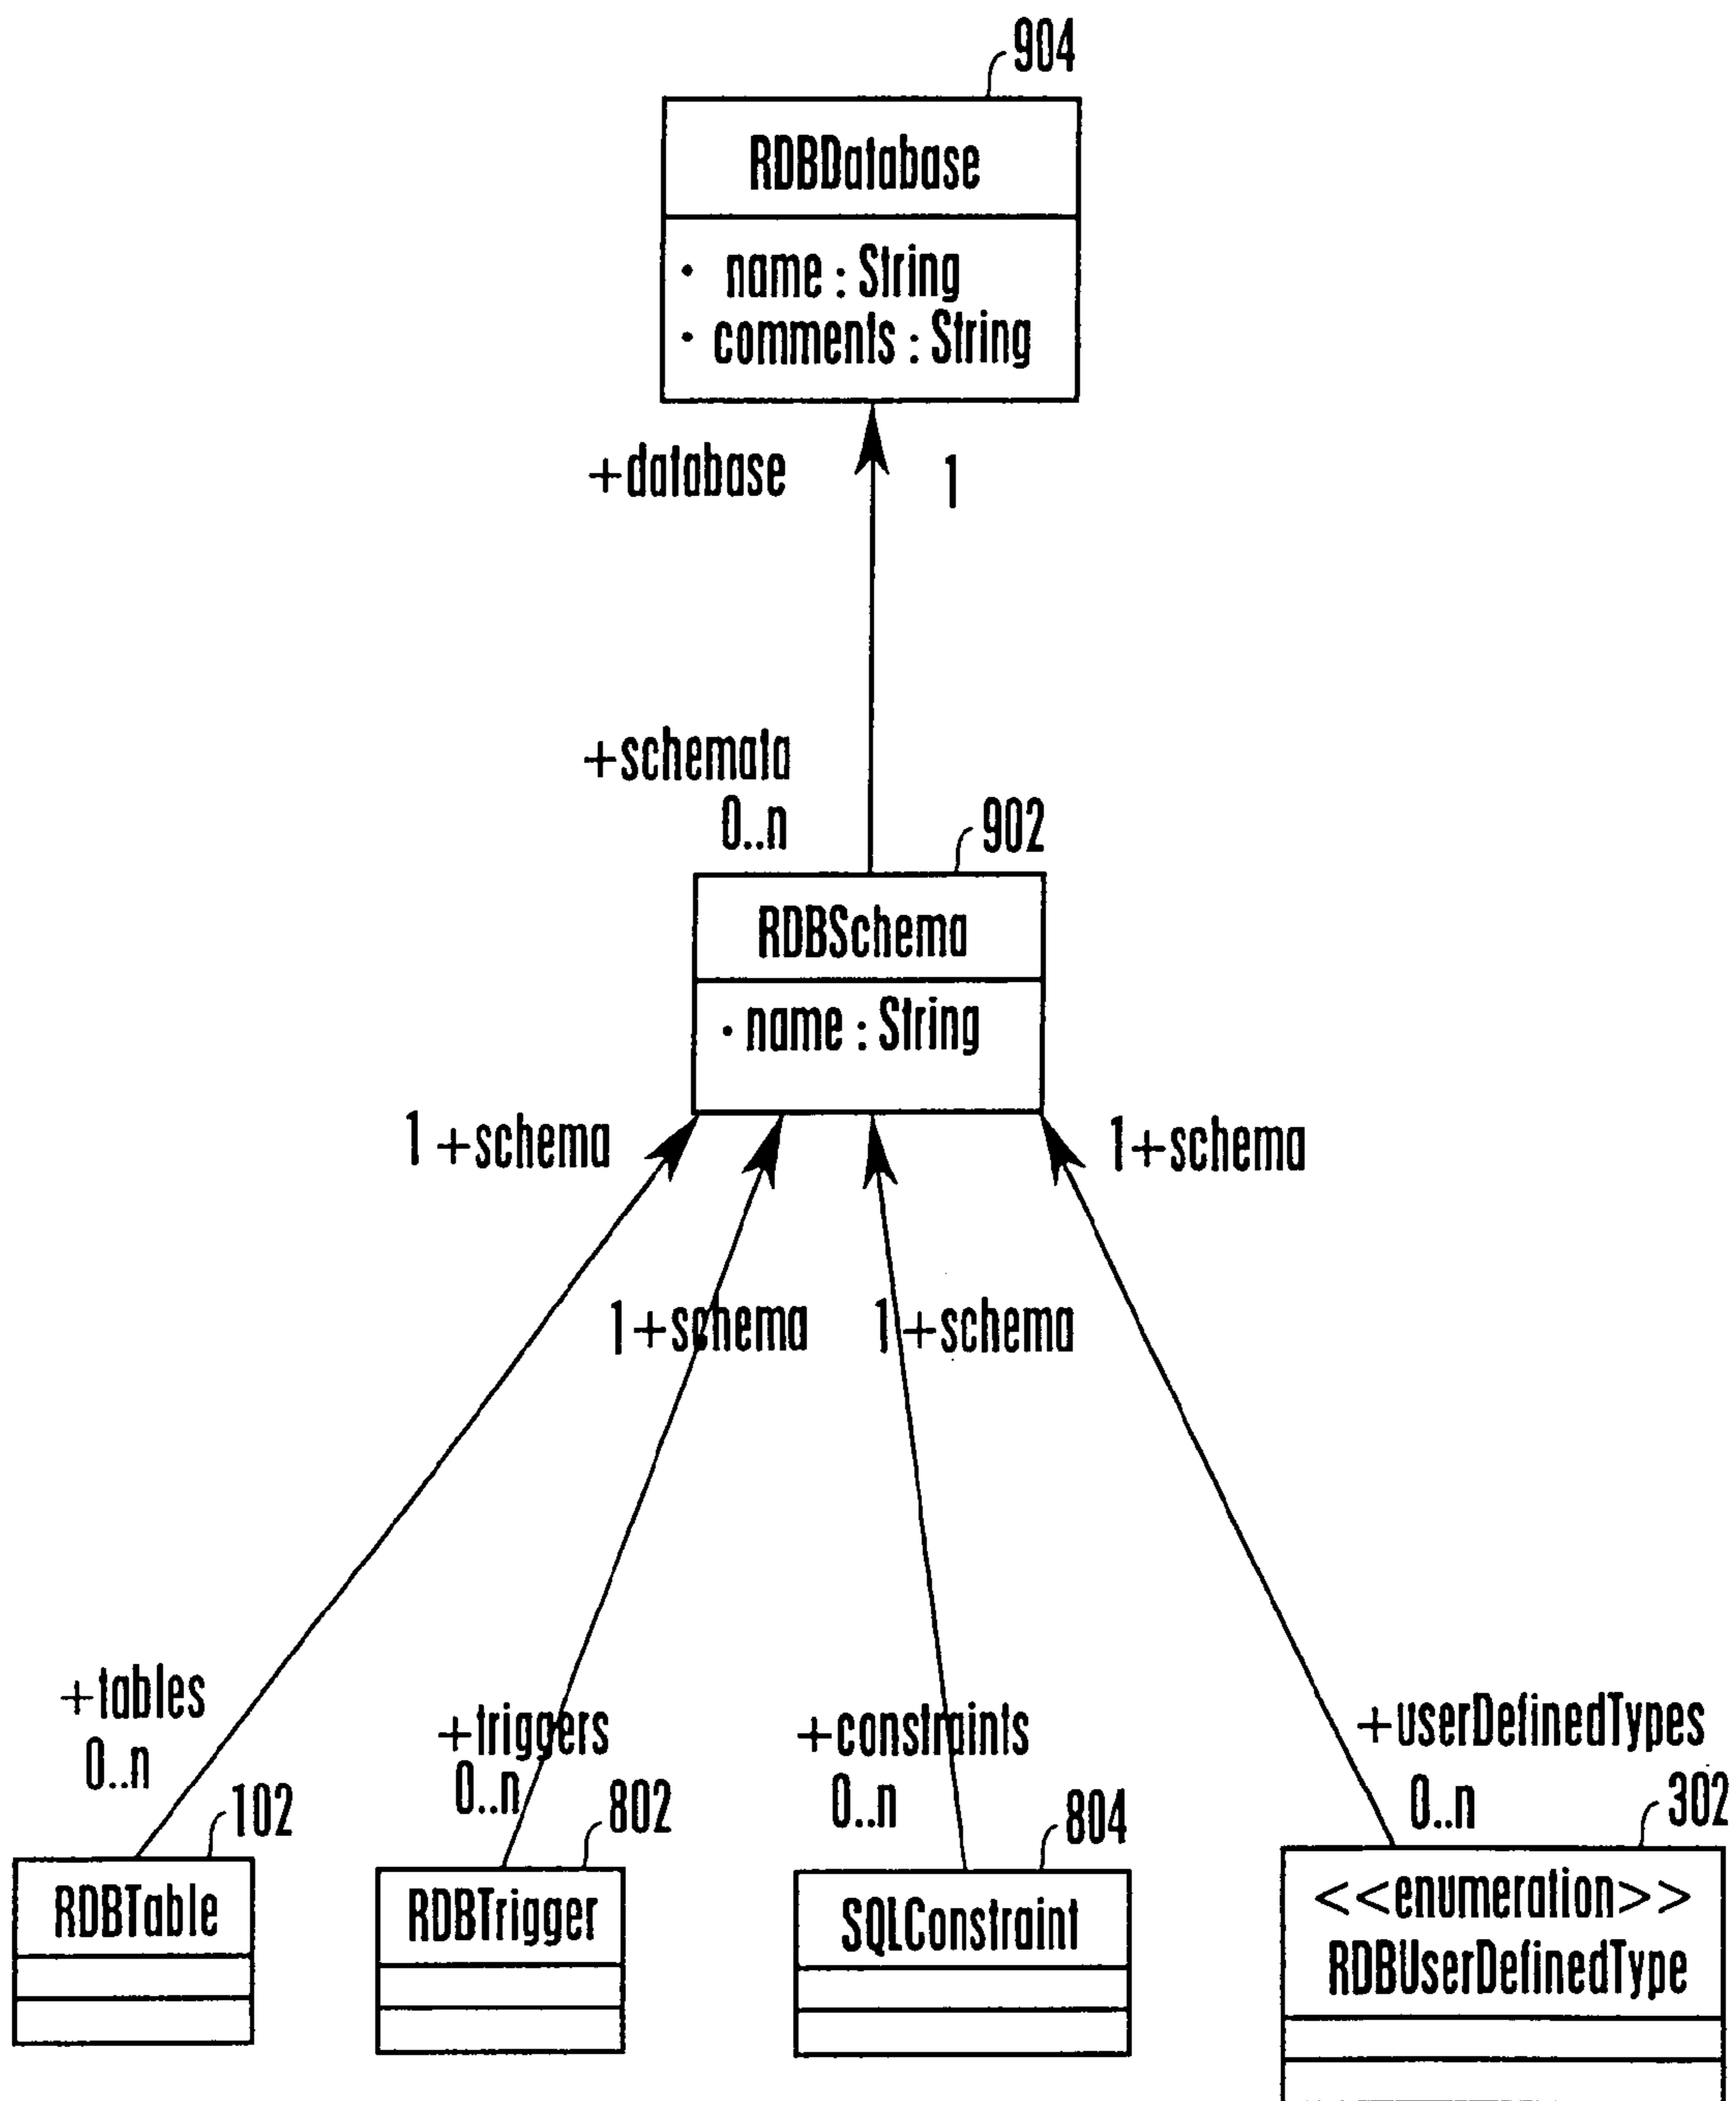 904
RDBDatabase
· name : String
· comments : String
+database 1
+schemata
0..n
902
RDBSchema
· name : String
1 +schema
1+schema
1+schema
1+schema
+tables
0..n
102
+triggers
0..n
802
+constraints
0..n
804
+userDefinedTypes
0..n
302
RDBTable
RDBTrigger
SQLConstraint
<<enumeration>>
RDBUserDefinedType